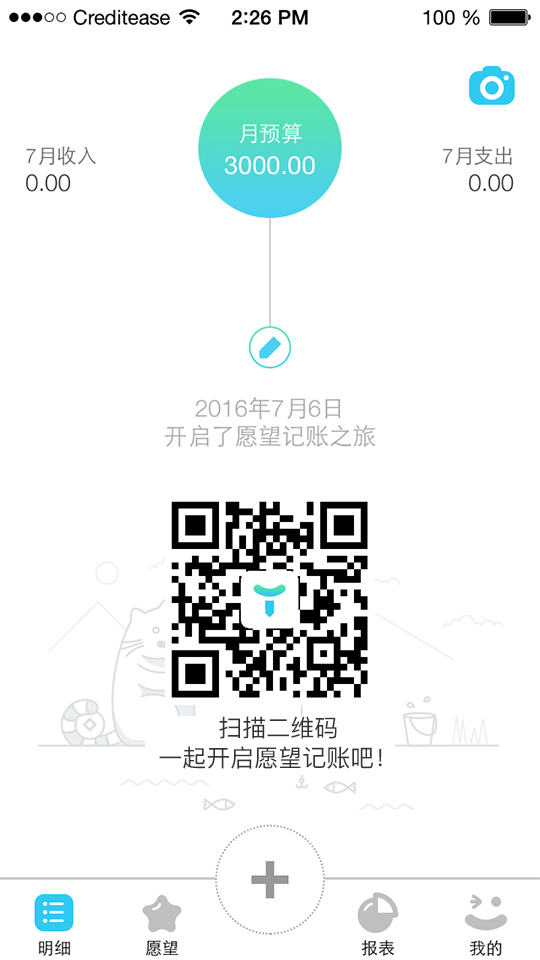 Creditease 2:26 PM 100 %
月预算
3000.00
7月收入
0.00
7月支出
0.00
2016年7月6日
开启了愿望记账之旅
扫描二维码
一起开启愿望记账吧！
明细
愿望
报表
我的